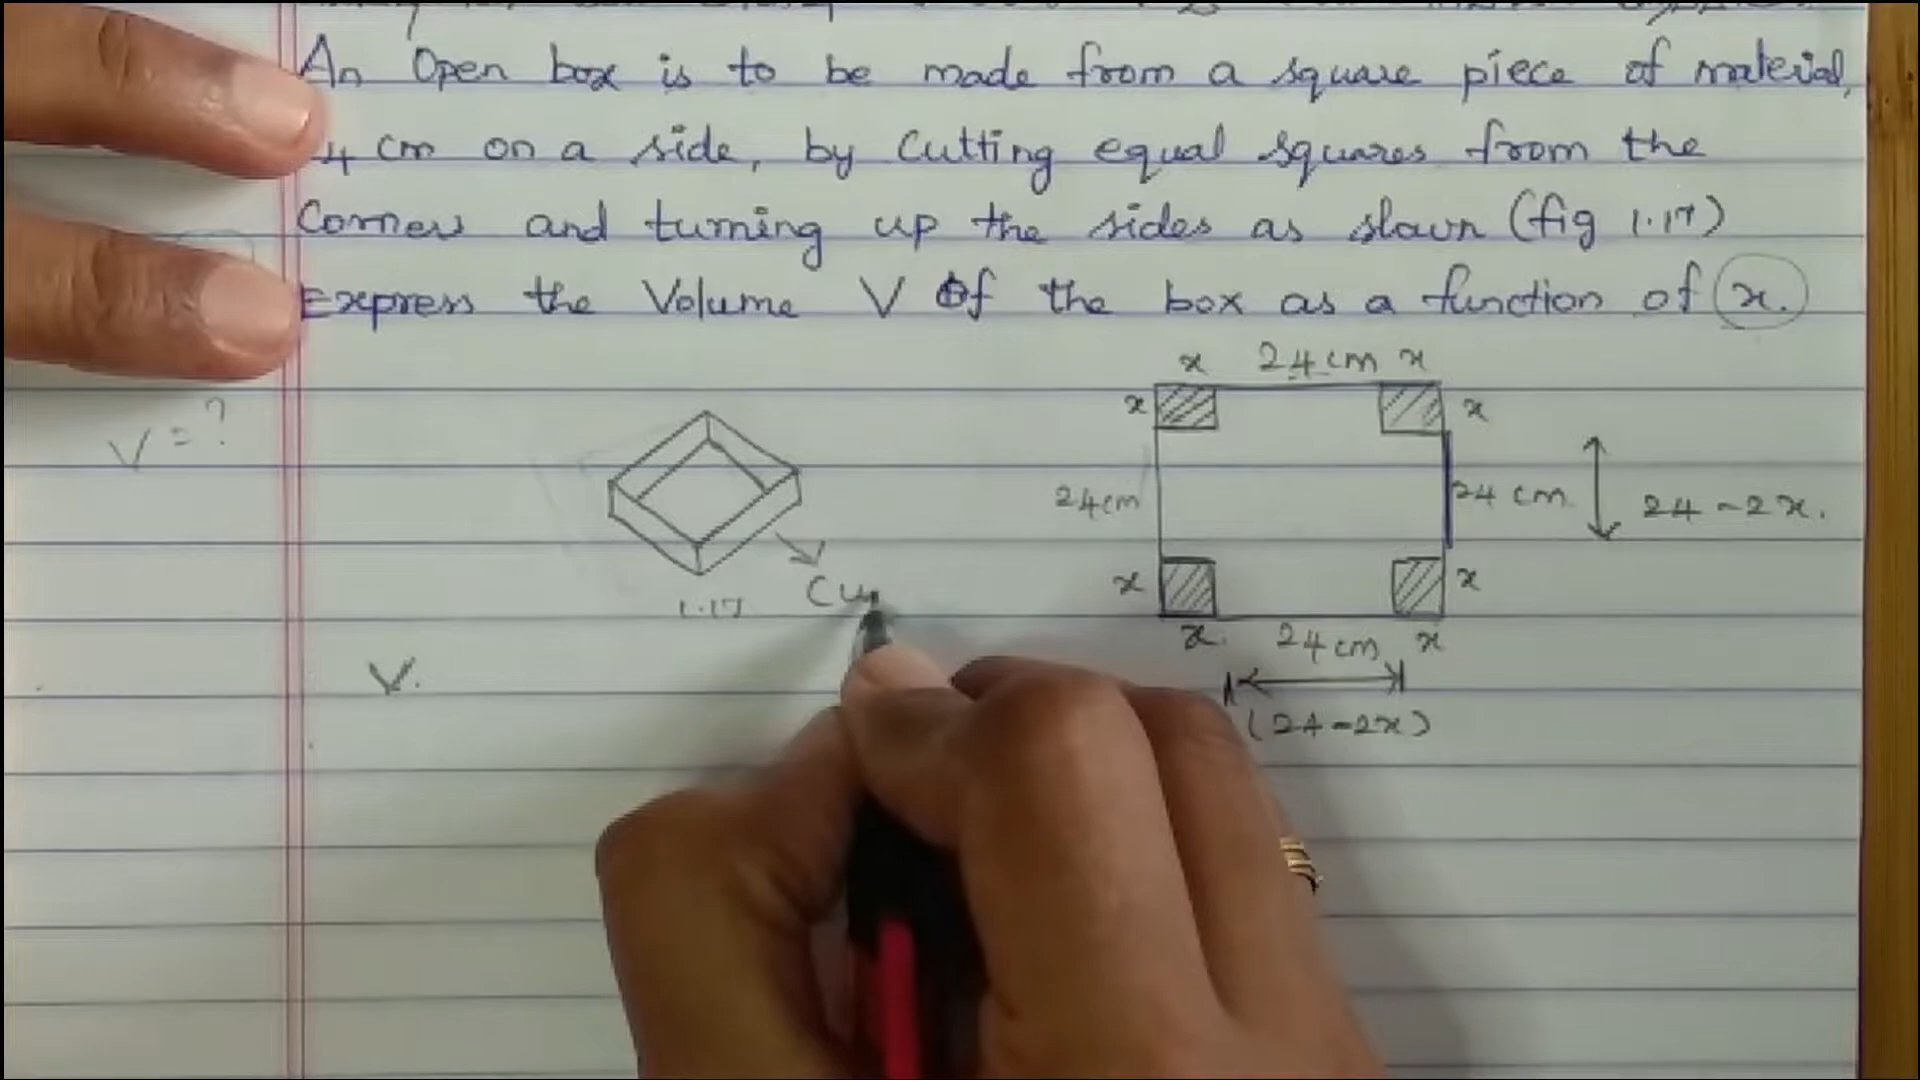 An Open box is to be made from a square piece of material,
4 cm on a side, by Cutting equal squares from the
Corners and turning up the sides as shown (fig 1.17)
Express the Volume V Of the box as a function of x.
x 24 cm x
x x
V = ?
24cm 24 cm 24 - 2x.
x x
1.17 Cu
x. 24 cm x
V.
(24-2x)